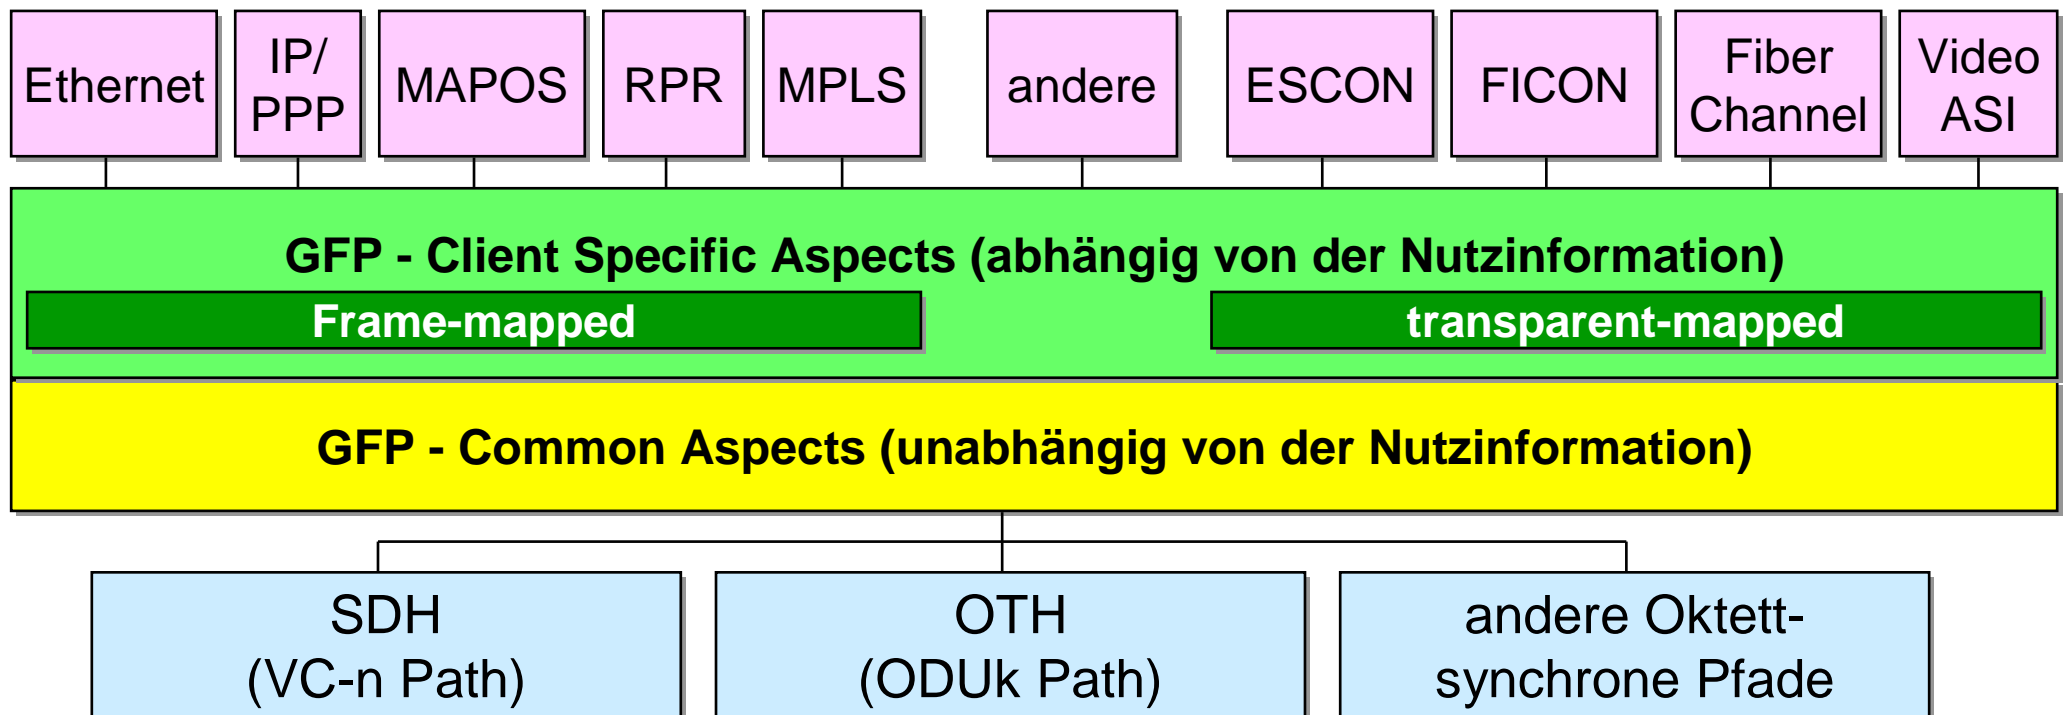 Ethernet
IP/
PPP
MAPOS
RPR
MPLS
andere
ESCON
FICON
Fiber
Channel
Video
ASI
GFP - Client Specific Aspects (abhängig von der Nutzinformation)
Frame-mapped
transparent-mapped
GFP - Common Aspects (unabhängig von der Nutzinformation)
SDH
(VC-n Path)
OTH
(ODUk Path)
andere Oktett-
synchrone Pfade